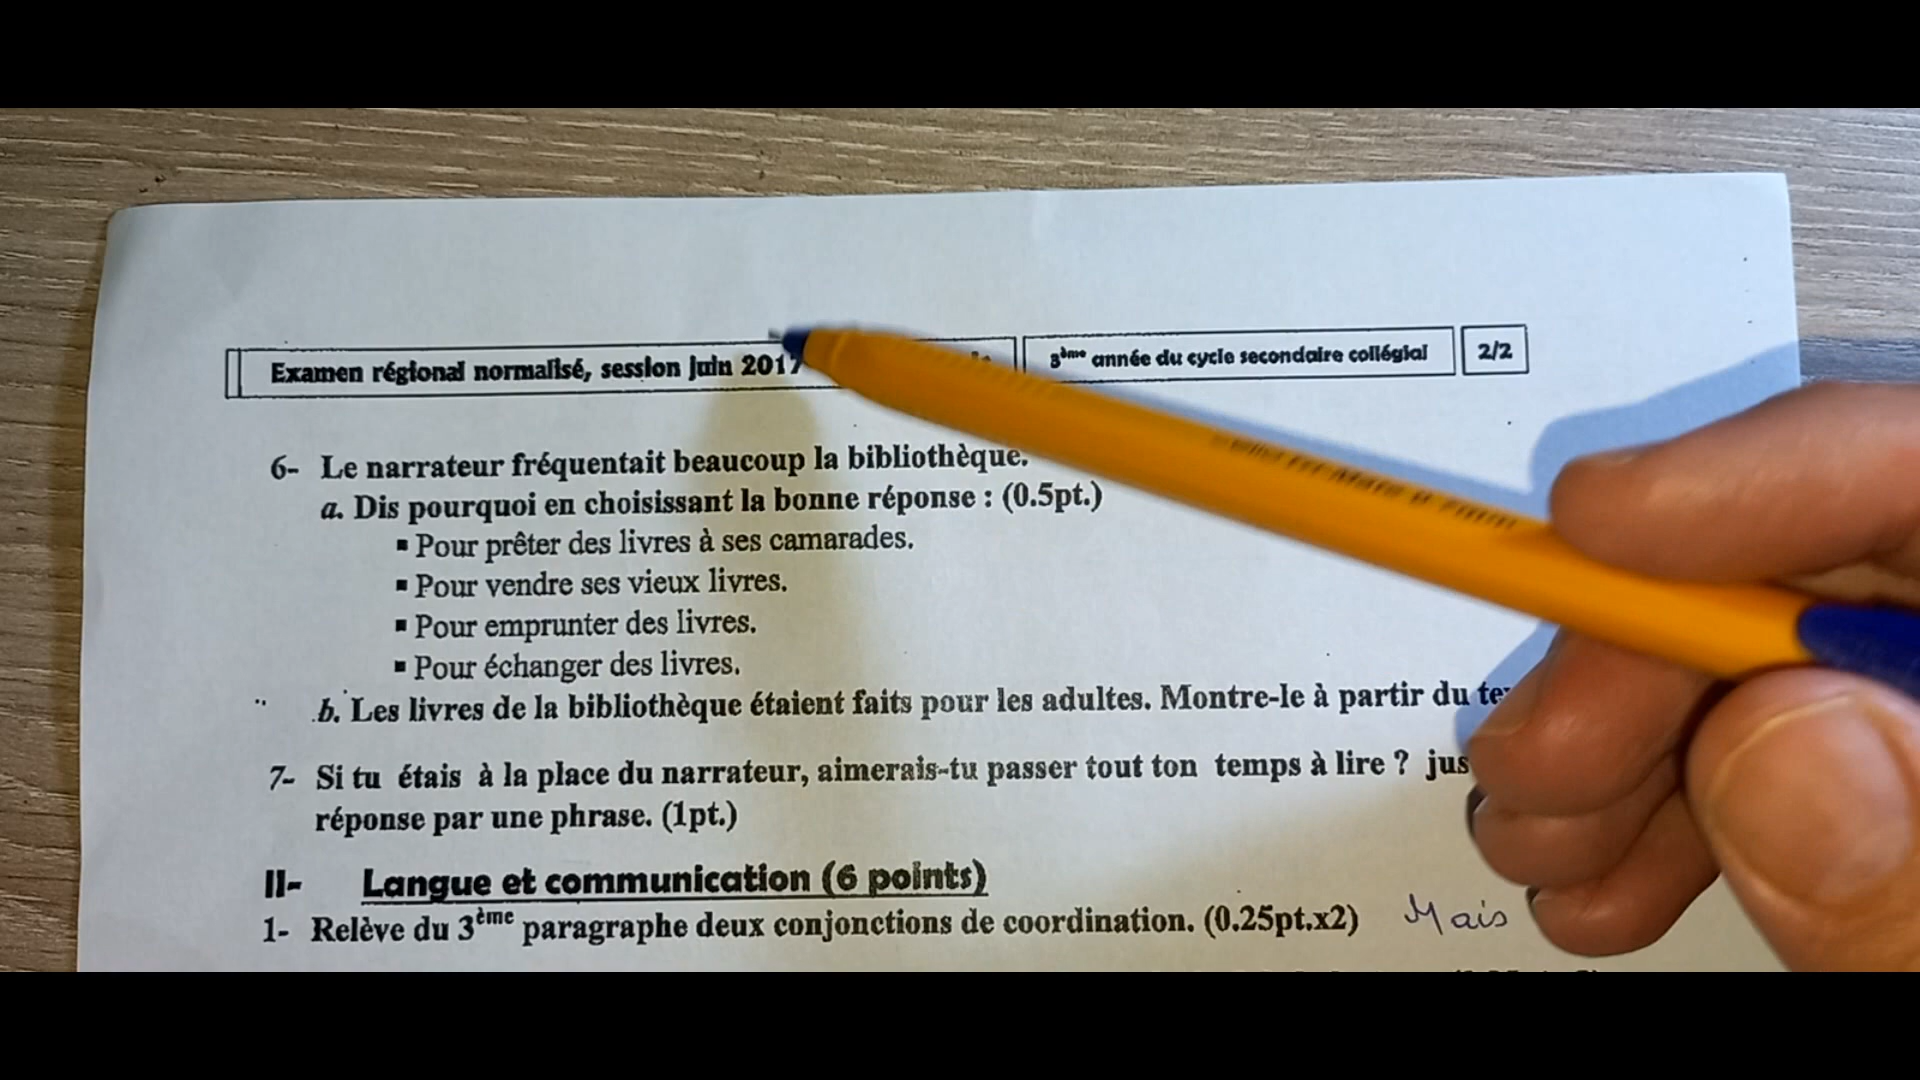 Examen régional normalisé, session juin 2017
3ème année du cycle secondaire collégial
2/2
6- Le narrateur fréquentait beaucoup la bibliothèque.
a. Dis pourquoi en choisissant la bonne réponse : (0.5pt.)
▪ Pour prêter des livres à ses camarades.
▪ Pour vendre ses vieux livres.
▪ Pour emprunter des livres.
▪ Pour échanger des livres.
b. Les livres de la bibliothèque étaient faits pour les adultes. Montre-le à partir du
7- Si tu étais à la place du narrateur, aimerais-tu passer tout ton temps à lire ?
réponse par une phrase. (1pt.)
II- Langue et communication (6 points)
1- Relève du 3ème paragraphe deux conjonctions de coordination. (0.25pt.x2) Mais